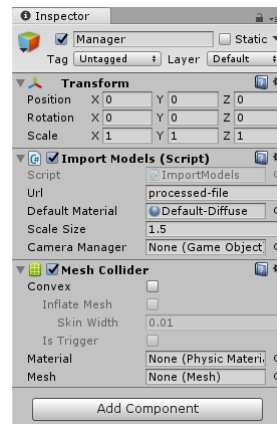 Inspector
Manager Static
Tag Untagged Layer Default
Transform
Position X 0 Y 0 Z 0
Rotation X 0 Y 0 Z 0
Scale X 1 Y 1 Z 1
Import Models (Script)
Script ImportModels
Url processed-file
Default Material Default-Diffuse
Scale Size 1.5
Camera Manager None (Game Object)
Mesh Collider
Convex
Inflate Mesh
Skin Width 0.01
Is Trigger
Material None (Physic Materi
Mesh None (Mesh)
Add Component